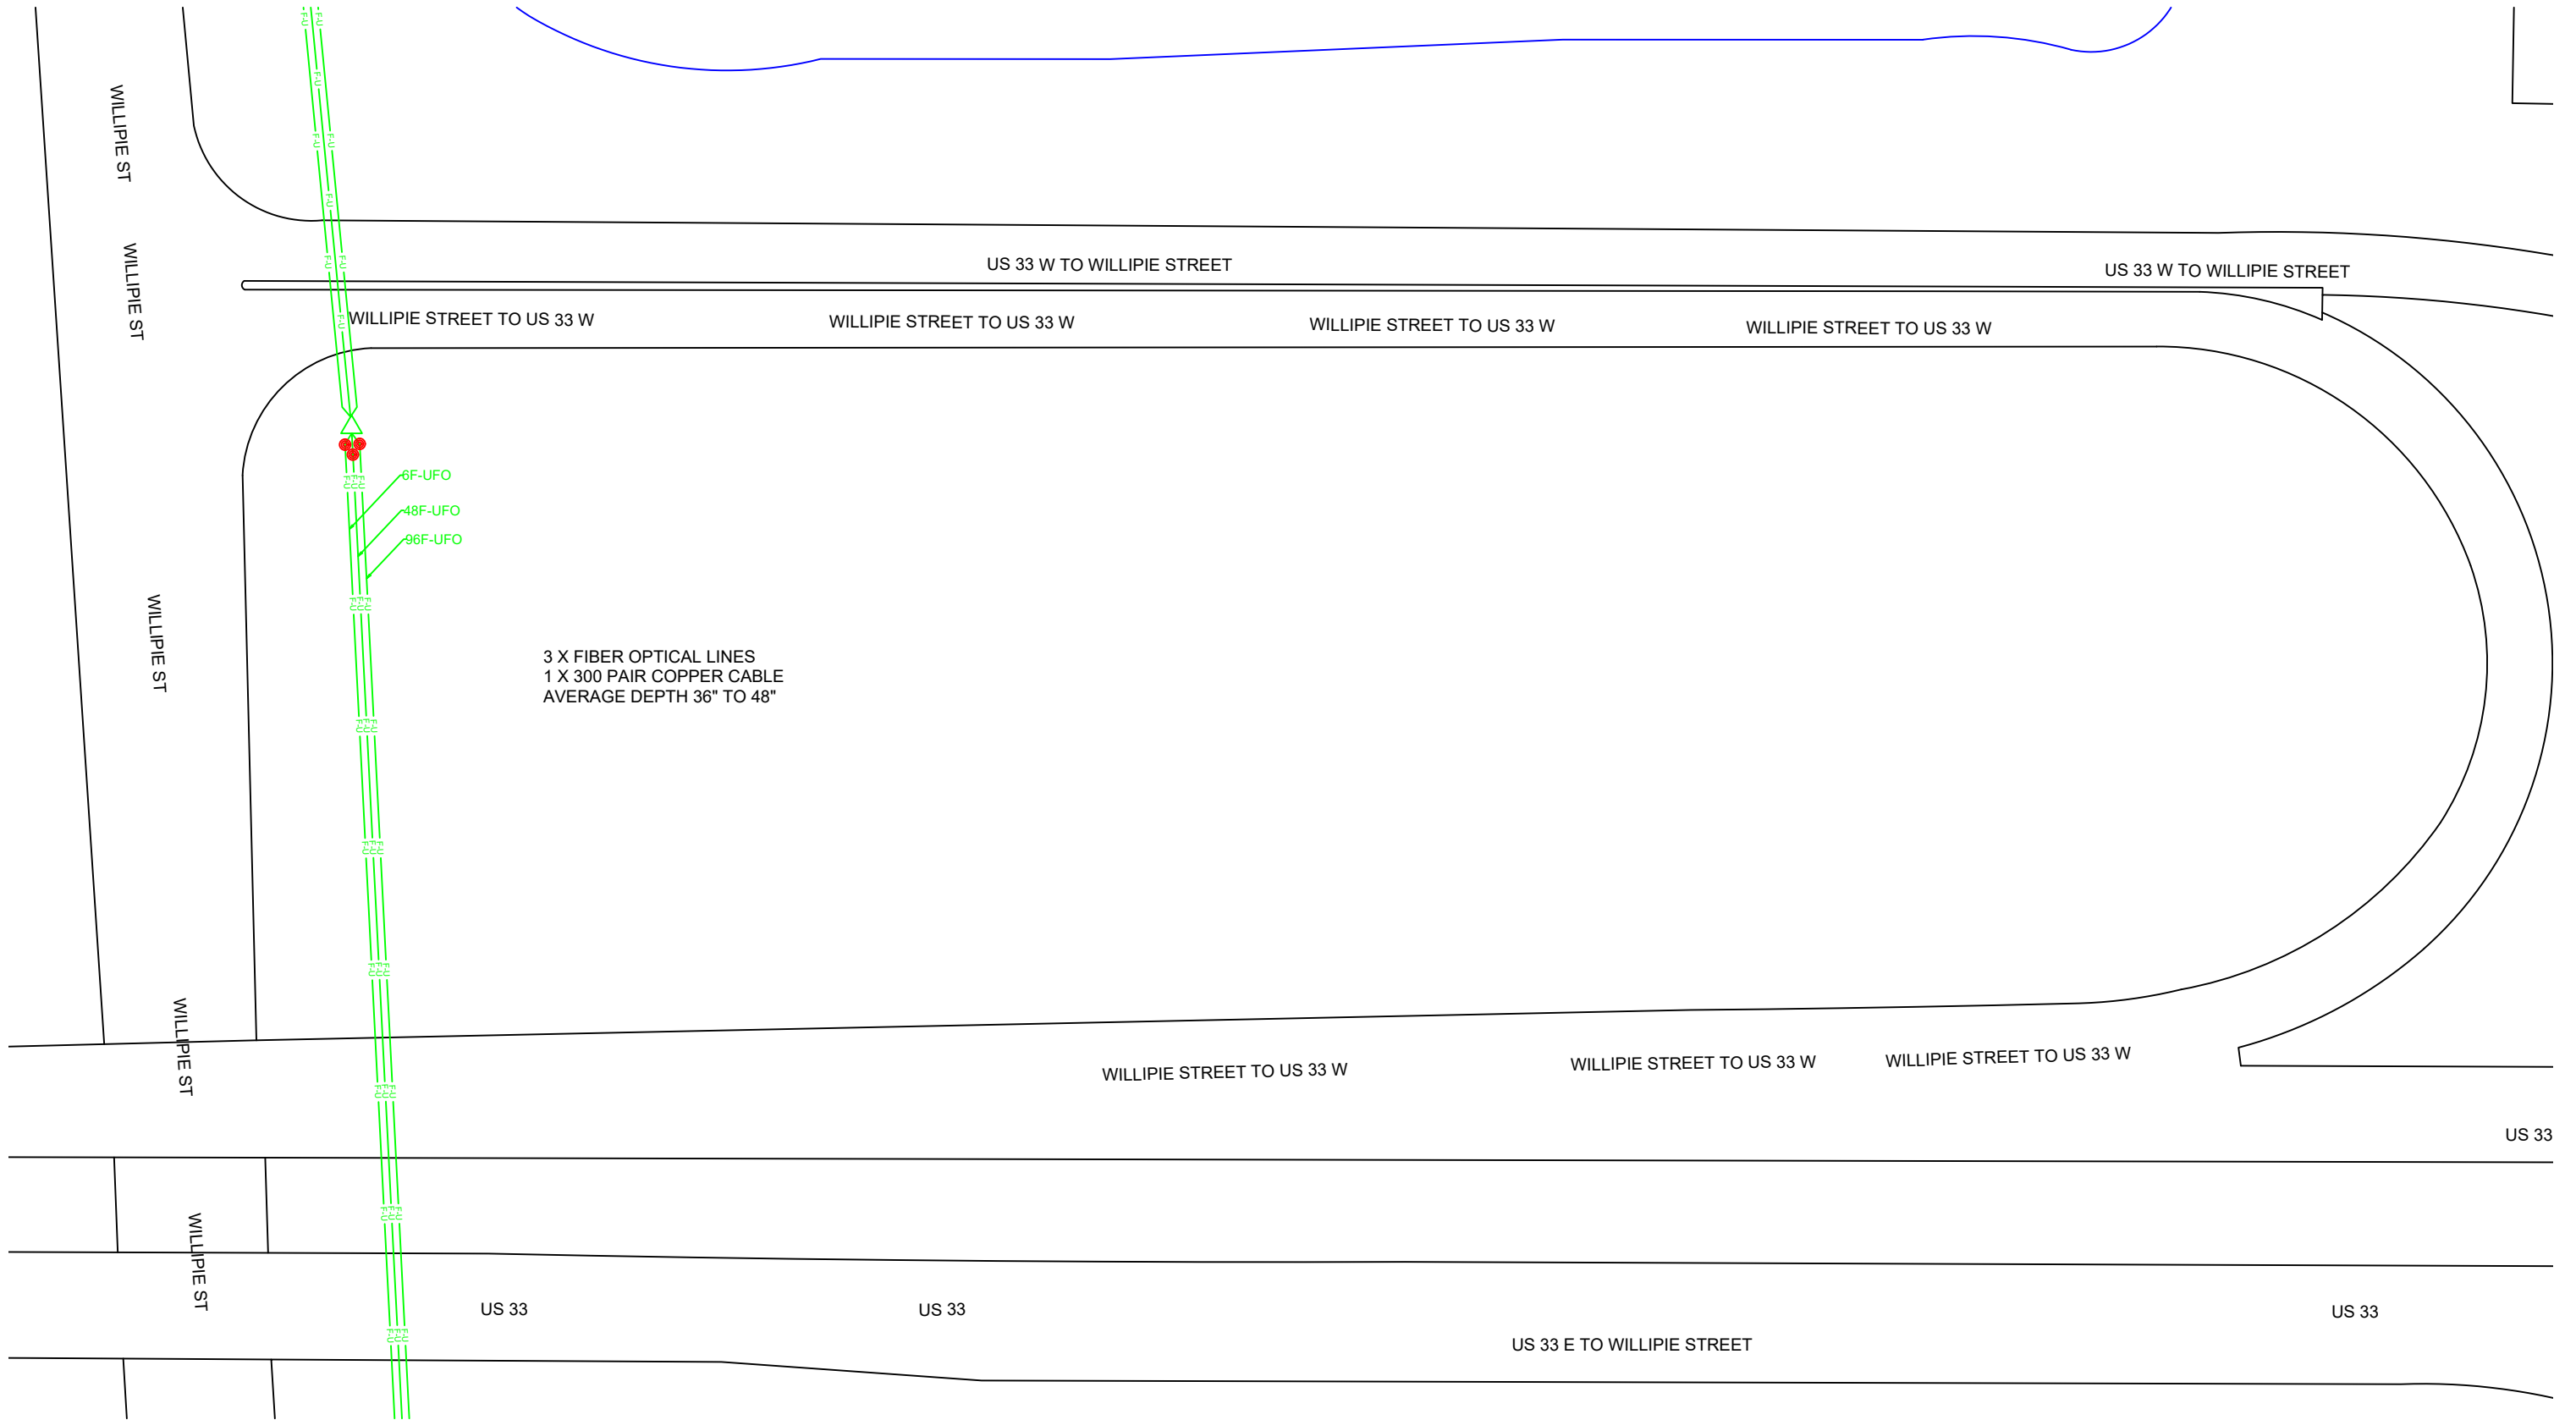 F-U F-U
F-U
F-U F-U
F-U
F-U F-U
F-U
WILLIPIE ST
WILLIPIE ST
US 33 W TO WILLIPIE STREET
US 33 W TO WILLIPIE STREET
WILLIPIE STREET TO US 33 W
WILLIPIE STREET TO US 33 W
WILLIPIE STREET TO US 33 W
WILLIPIE STREET TO US 33 W
F-U F-U F-U
6F-UFO
48F-UFO
96F-UFO
F-U F-U F-U
WILLIPIE ST
3 X FIBER OPTICAL LINES
1 X 300 PAIR COPPER CABLE
AVERAGE DEPTH 36" TO 48"
F-U F-U F-U
F-U F-U F-U
F-U F-U F-U
WILLIPIE ST
F-U F-U F-U
WILLIPIE STREET TO US 33 W
WILLIPIE STREET TO US 33 W
WILLIPIE STREET TO US 33 W
US 33
F-U F-U F-U
WILLIPIE ST
US 33
US 33
US 33
F-U F-U F-U
US 33 E TO WILLIPIE STREET